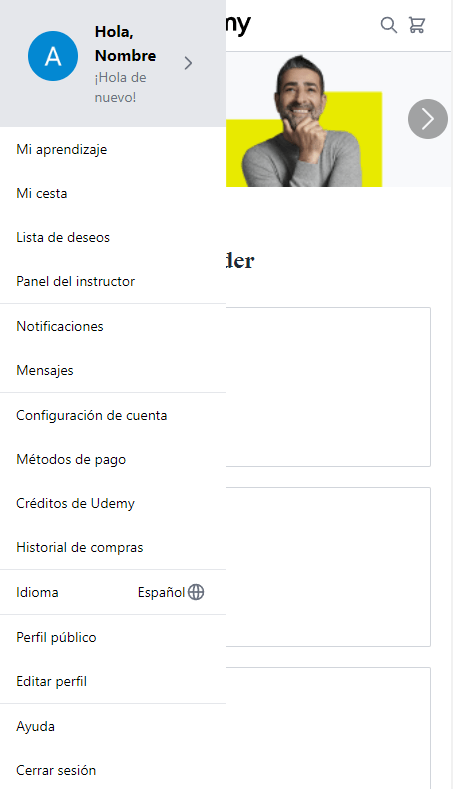 A
Hola,
Nombre
¡Hola de
nuevo!
Mi aprendizaje
Mi cesta
Lista de deseos
Panel del instructor
Notificaciones
Mensajes
Configuración de cuenta
Métodos de pago
Créditos de Udemy
Historial de compras
Idioma Español
Perfil público
Editar perfil
Ayuda
Cerrar sesión